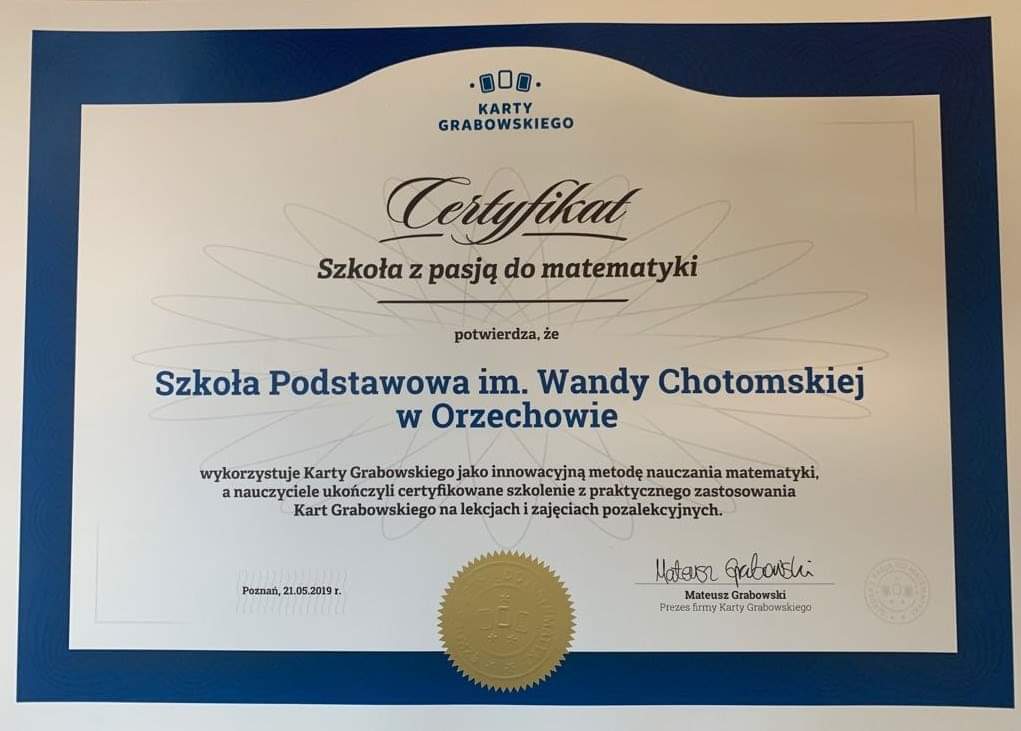 KARTY
GRABOWSKIEGO
Certyfikat
Szkoła z pasją do matematyki
potwierdza, że
Szkoła Podstawowa im. Wandy Chotomskiej
w Orzechowie
wykorzystuje Karty Grabowskiego jako innowacyjną metodę nauczania matematyki,
a nauczyciele ukończyli certyfikowane szkolenie z praktycznego zastosowania
Kart Grabowskiego na lekcjach i zajęciach pozalekcyjnych.
Poznań, 21.05.2019 r.
Mateusz Grabowski
Mateusz Grabowski
Prezes firmy Karty Grabowskiego